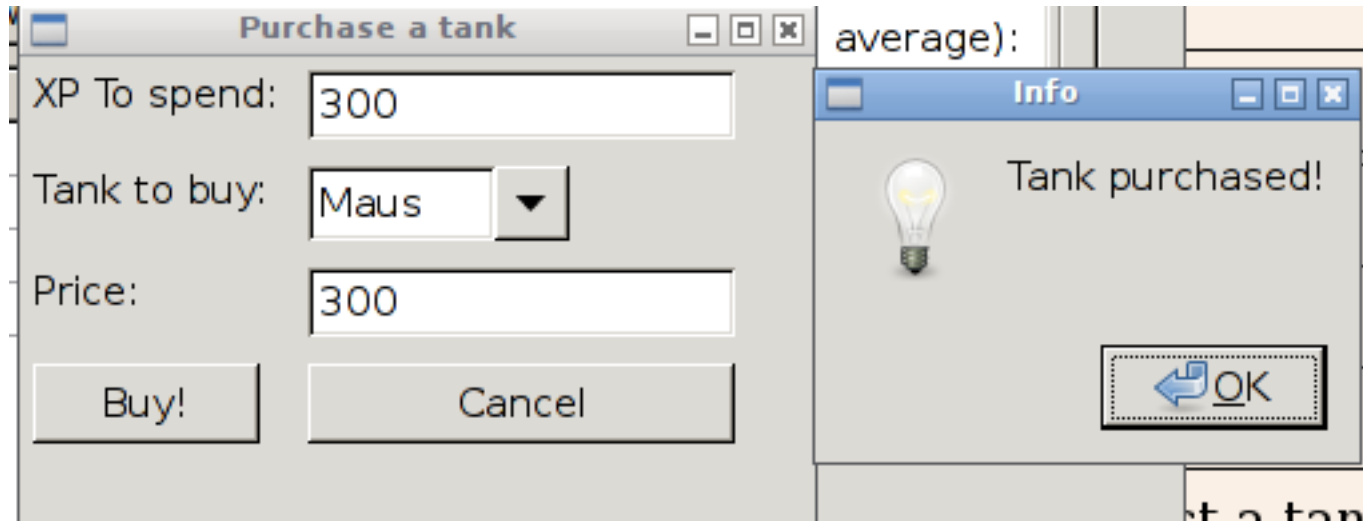 Purchase a tank
average):
XP To spend:
300
Info
Tank to buy:
Maus
Tank purchased!
Price:
300
Buy!
Cancel
OK
a tan